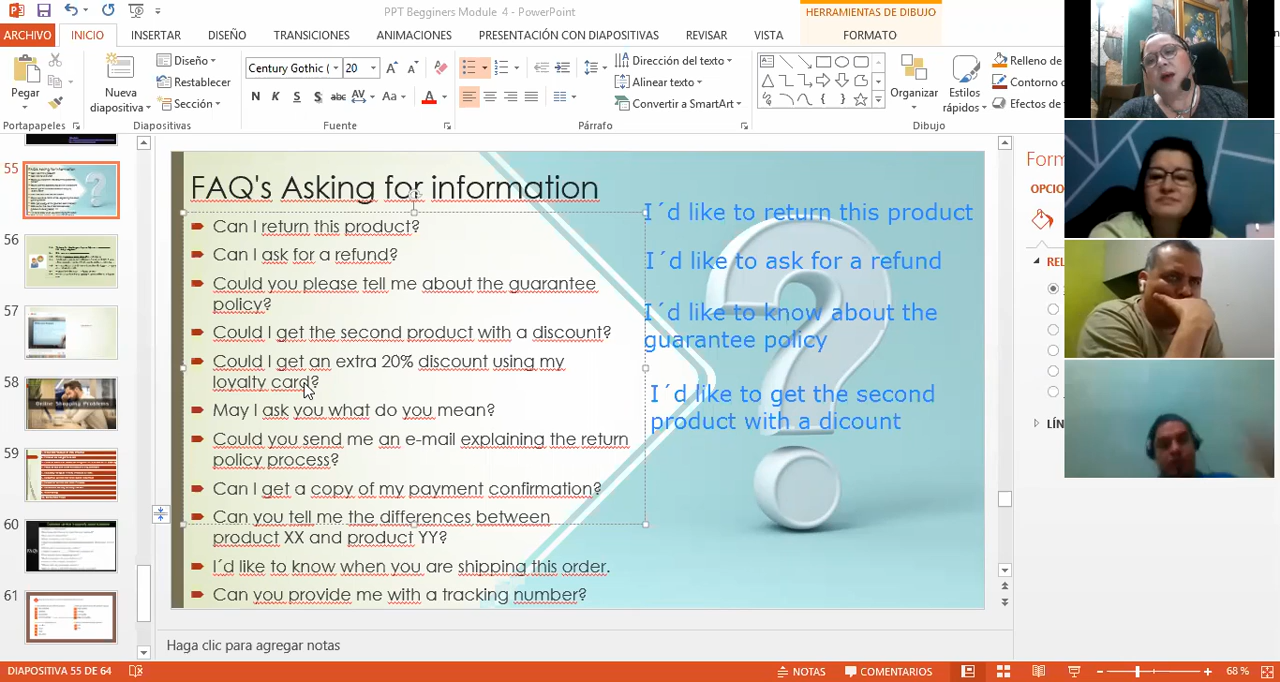 PPT Begginers Module 4 - PowerPoint
HERRAMIENTAS DE DIBUJO
ARCHIVO INICIO INSERTAR DISEÑO TRANSICIONES ANIMACIONES PRESENTACIÓN CON DIAPOSITIVAS REVISAR VISTA FORMATO
Pegar
Nueva diapositiva
Diseño
Restablecer
Sección
Century Gothic ( 20
N K S S abc AV Aa A
Dirección del texto
Alinear texto
Convertir a SmartArt
Organizar
Estilos rápidos
Relleno de
Contorno
Efectos de
Portapapeles Diapositivas Fuente Párrafo Dibujo
55
56
57
58
59
60
61
FAQ's Asking for information
Can I return this product?
Can I ask for a refund?
Could you please tell me about the guarantee
policy?
Could I get the second product with a discount?
Could I get an extra 20% discount using my
loyalty card?
May I ask you what do you mean?
Could you send me an e-mail explaining the return
policy process?
Can I get a copy of my payment confirmation?
Can you tell me the differences between
product XX and product YY?
I´d like to know when you are shipping this order.
Can you provide me with a tracking number?
I´d like to return this product
I´d like to ask for a refund
I´d like to know about the
guarantee policy
I´d like to get the second
product with a dicount
Form
OPCIO
REL
LÍN
Online Shopping Problems
Haga clic para agregar notas
DIAPOSITIVA 55 DE 64 NOTAS COMENTARIOS 68 %